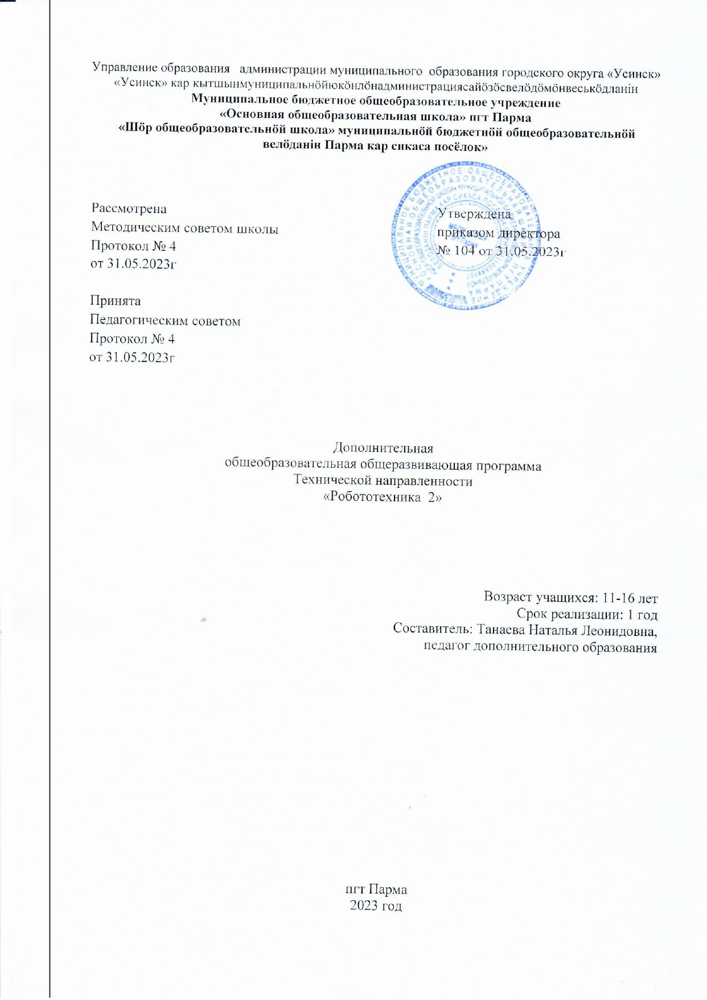 Управление образования администрации муниципального образования городского округа «Усинск»
«Усинск» кар кытшынмуниципальнӧйюкӧнлӧнадминистрациясайӧзӧсвелӧдӧмӧнвеськӧдланін
Муниципальное бюджетное общеобразовательное учреждение
«Основная общеобразовательная школа» пгт Парма
«Шӧр общеобразовательнӧй школа» муниципальнӧй бюджетнӧй общеобразовательнӧй
велӧданін Парма кар сикаса посёлок»
Рассмотрена
Методическим советом школы
Протокол № 4
от 31.05.2023г
Утверждена
приказом директора
№ 104 от 31.05.2023г
Принята
Педагогическим советом
Протокол № 4
от 31.05.2023г
Дополнительная
общеобразовательная общеразвивающая программа
Технической направленности
«Робототехника 2»
Возраст учащихся: 11-16 лет
Срок реализации: 1 год
Составитель: Танаева Наталья Леонидовна,
педагог дополнительного образования
пгт Парма
2023 год